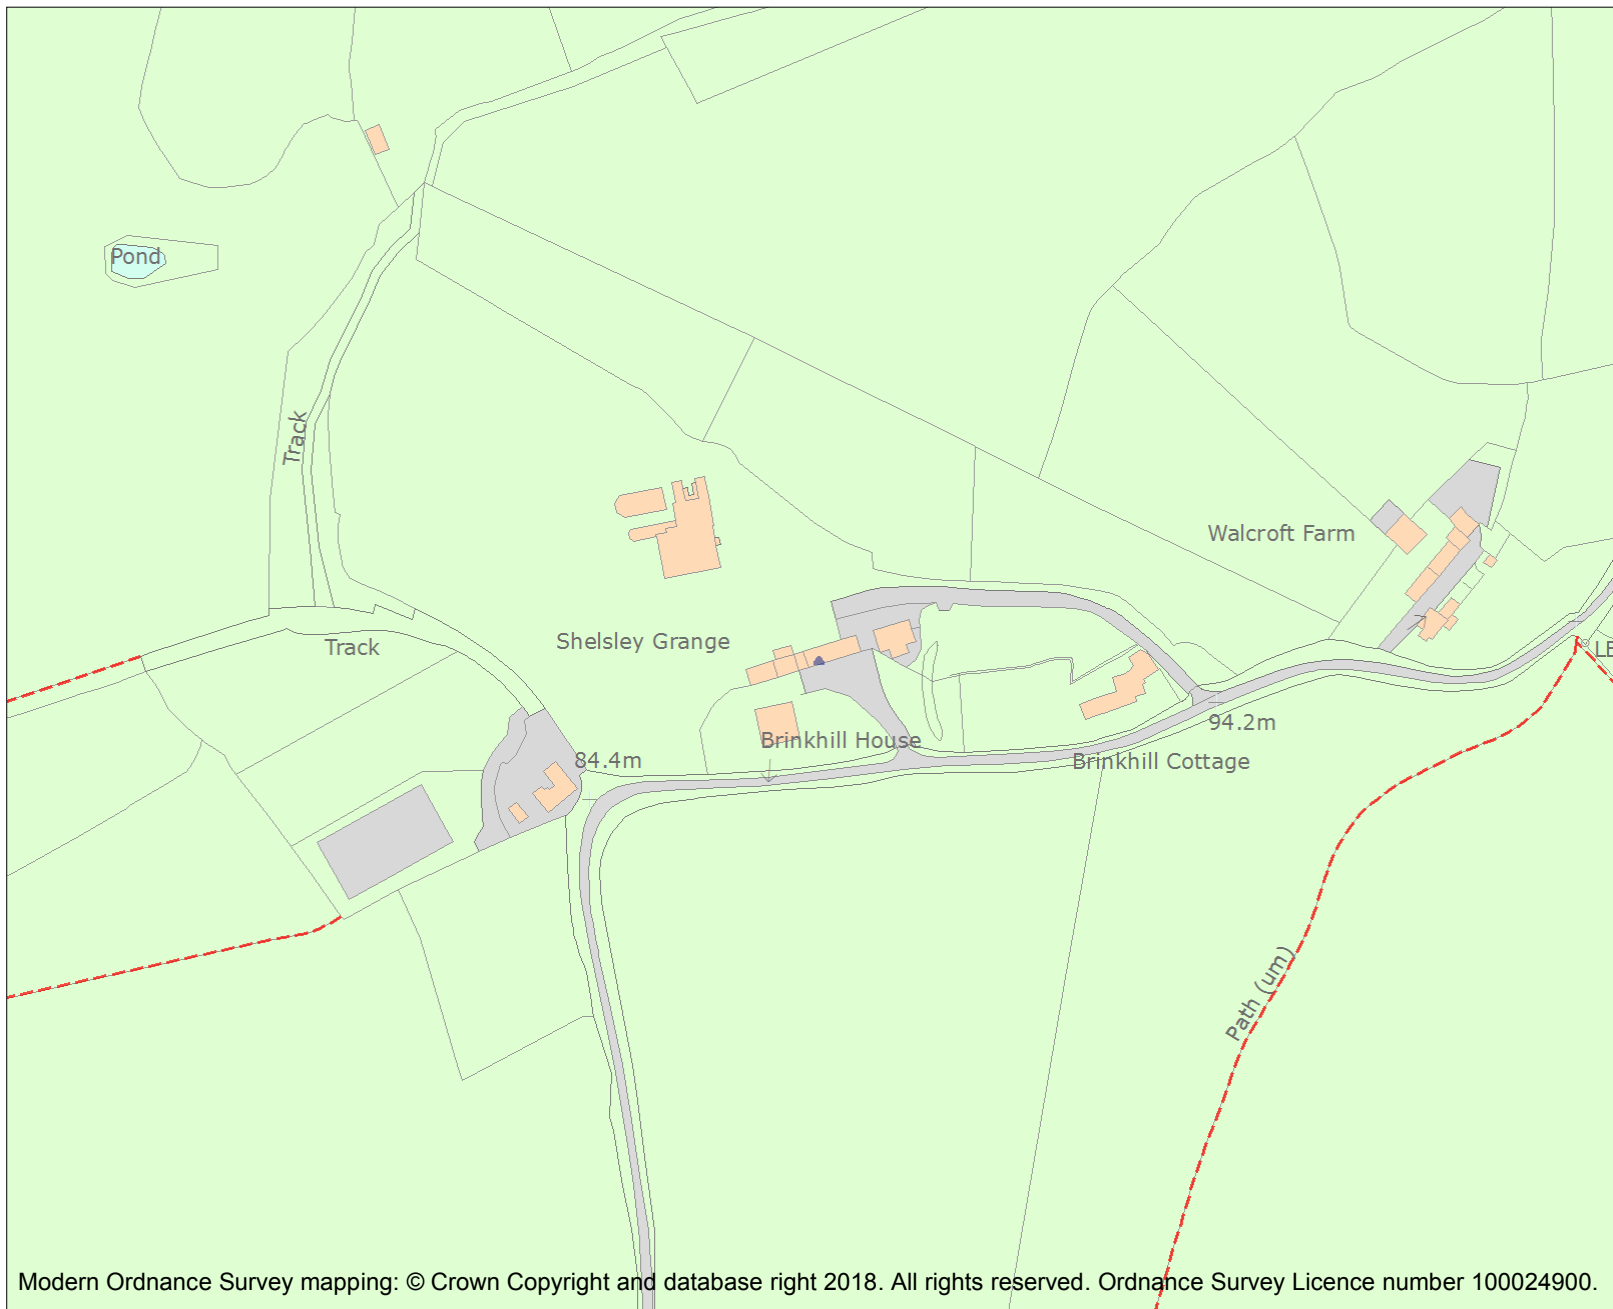 Pond
Track
Walcroft Farm
Shelsley Grange
Track
LB
94.2m
Brinkhill House
84.4m
Brinkhill Cottage
Path (um)
Modern Ordnance Survey mapping: © Crown Copyright and database right 2018. All rights reserved. Ordnance Survey Licence number 100024900.